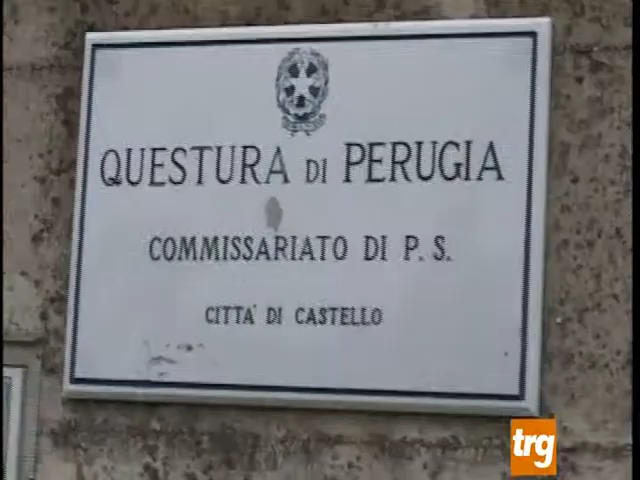 QUESTURA DI PERUGIA
COMMISSARIATO DI P. S.
CITTA' DI CASTELLO
trg